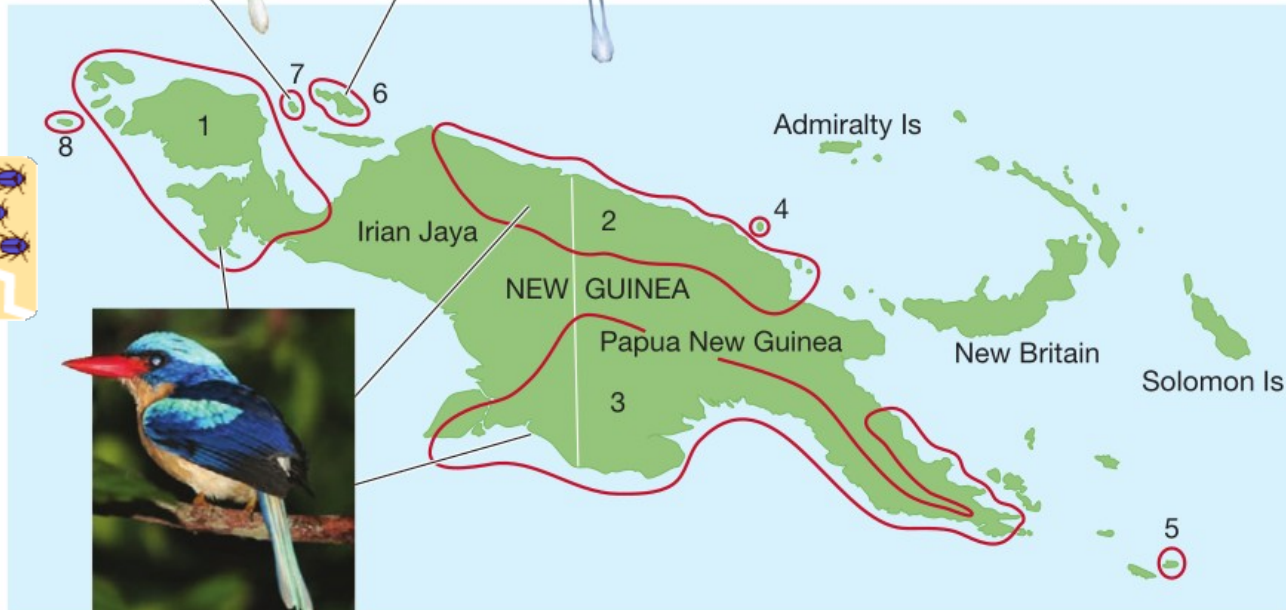 7
6
1
8
Admiralty Is
4
2
Irian Jaya
NEW GUINEA
Papua New Guinea
New Britain
Solomon Is
3
5